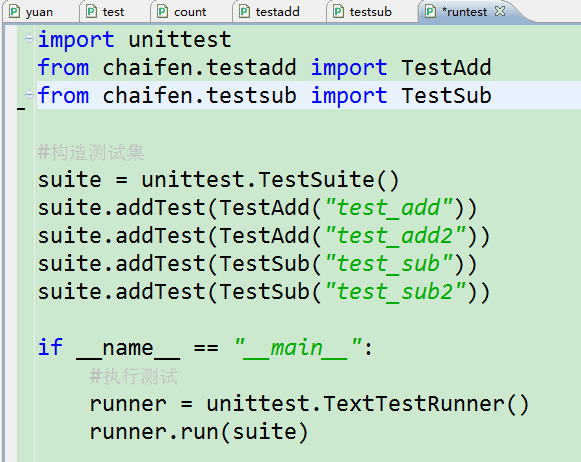 yuan test count testadd testsub *runtest
import unittest
from chaifen.testadd import TestAdd
from chaifen.testsub import TestSub
#构造测试集
suite = unittest.TestSuite()
suite.addTest(TestAdd("test_add"))
suite.addTest(TestAdd("test_add2"))
suite.addTest(TestSub("test_sub"))
suite.addTest(TestSub("test_sub2"))
if __name__ == "__main__":
#执行测试
runner = unittest.TextTestRunner()
runner.run(suite)